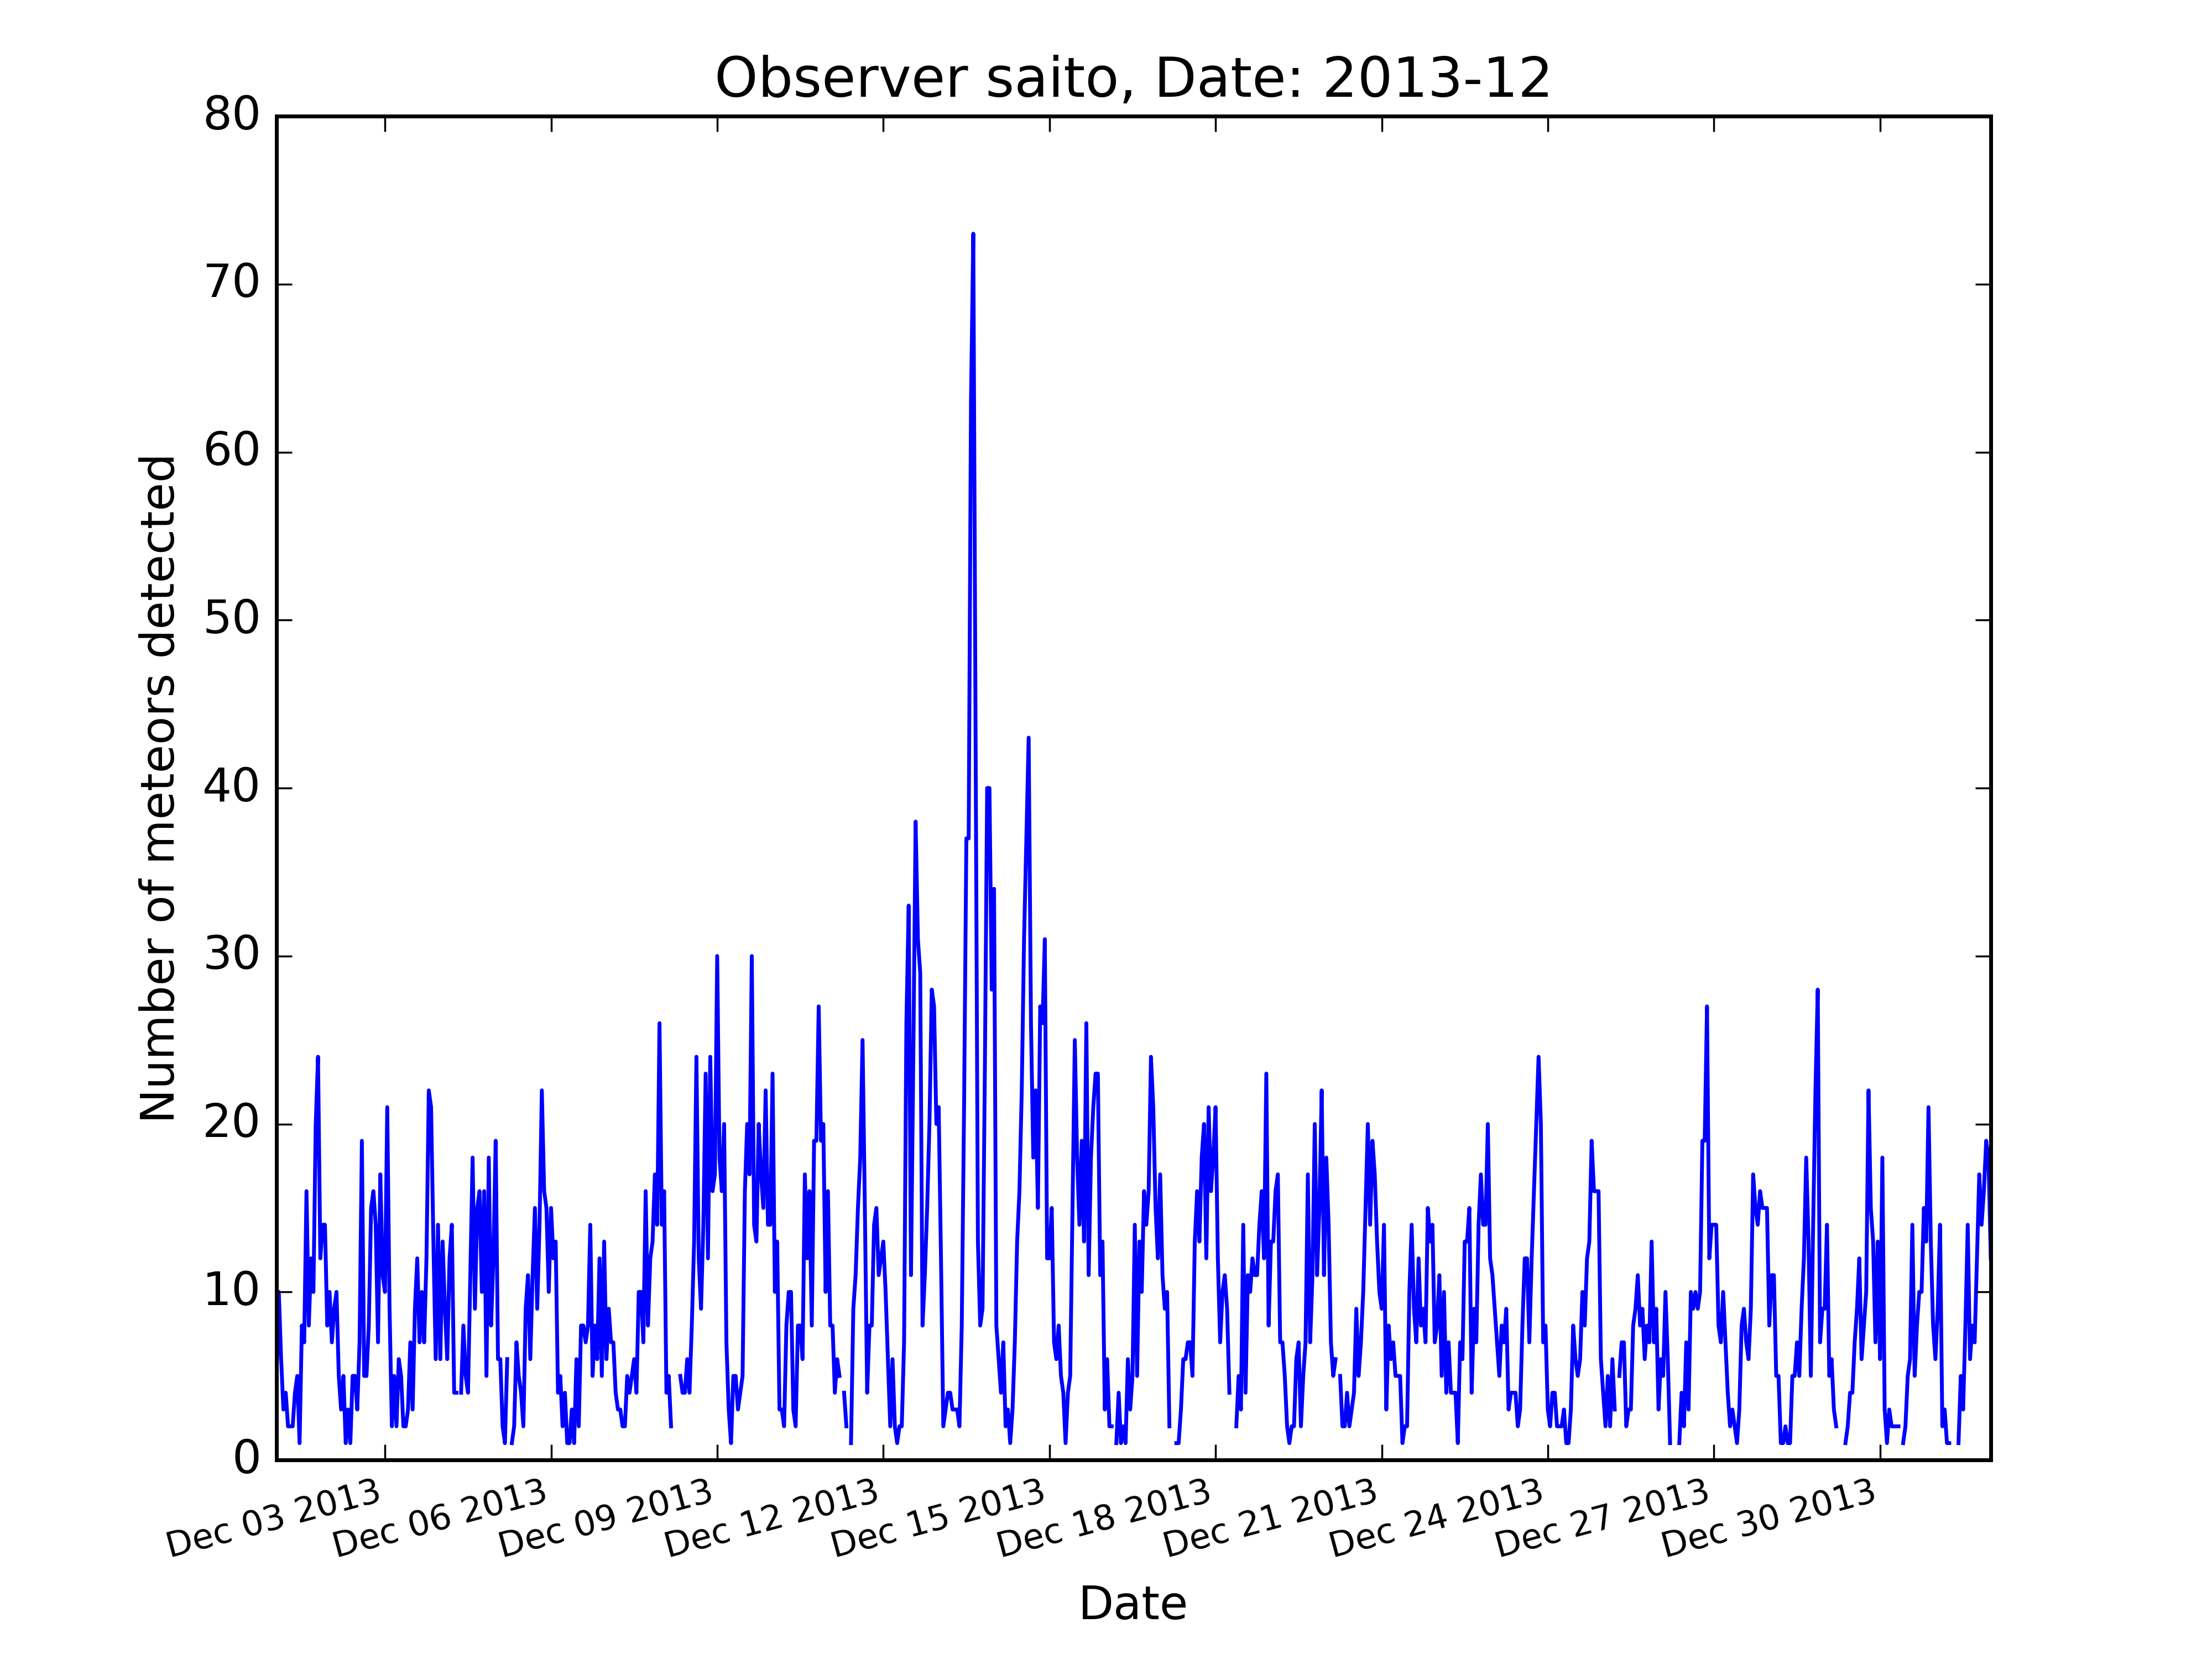 Observer saito, Date: 2013-12
80
70
60
50
40
30
20
10
0
Number of meteors detected
Dec 03 2013
Dec 06 2013
Dec 09 2013
Dec 12 2013
Dec 15 2013
Dec 18 2013
Dec 21 2013
Dec 24 2013
Dec 27 2013
Dec 30 2013
Date